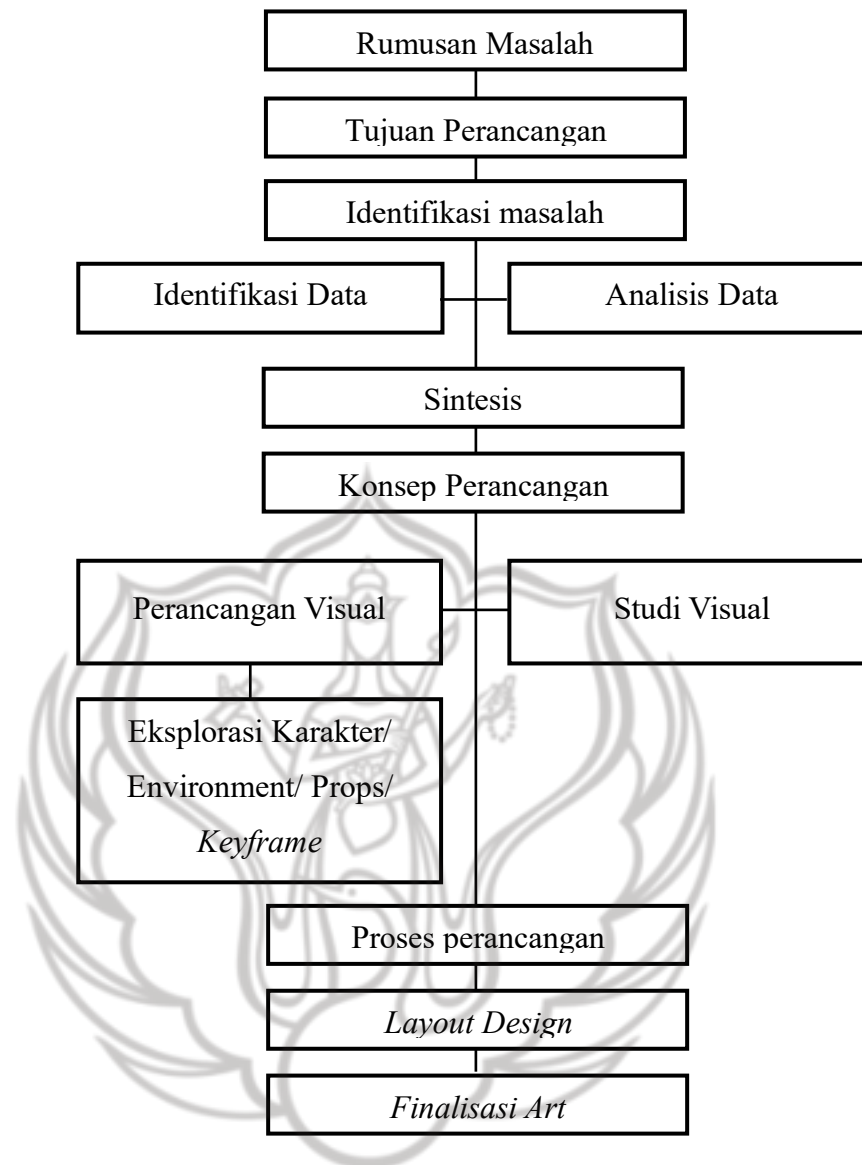 Rumusan Masalah
Tujuan Perancangan
Identifikasi masalah
Identifikasi Data
Analisis Data
Sintesis
Konsep Perancangan
Perancangan Visual
Studi Visual
Eksplorasi Karakter/
Environment/ Props/
Keyframe
Proses perancangan
Layout Design
Finalisasi Art